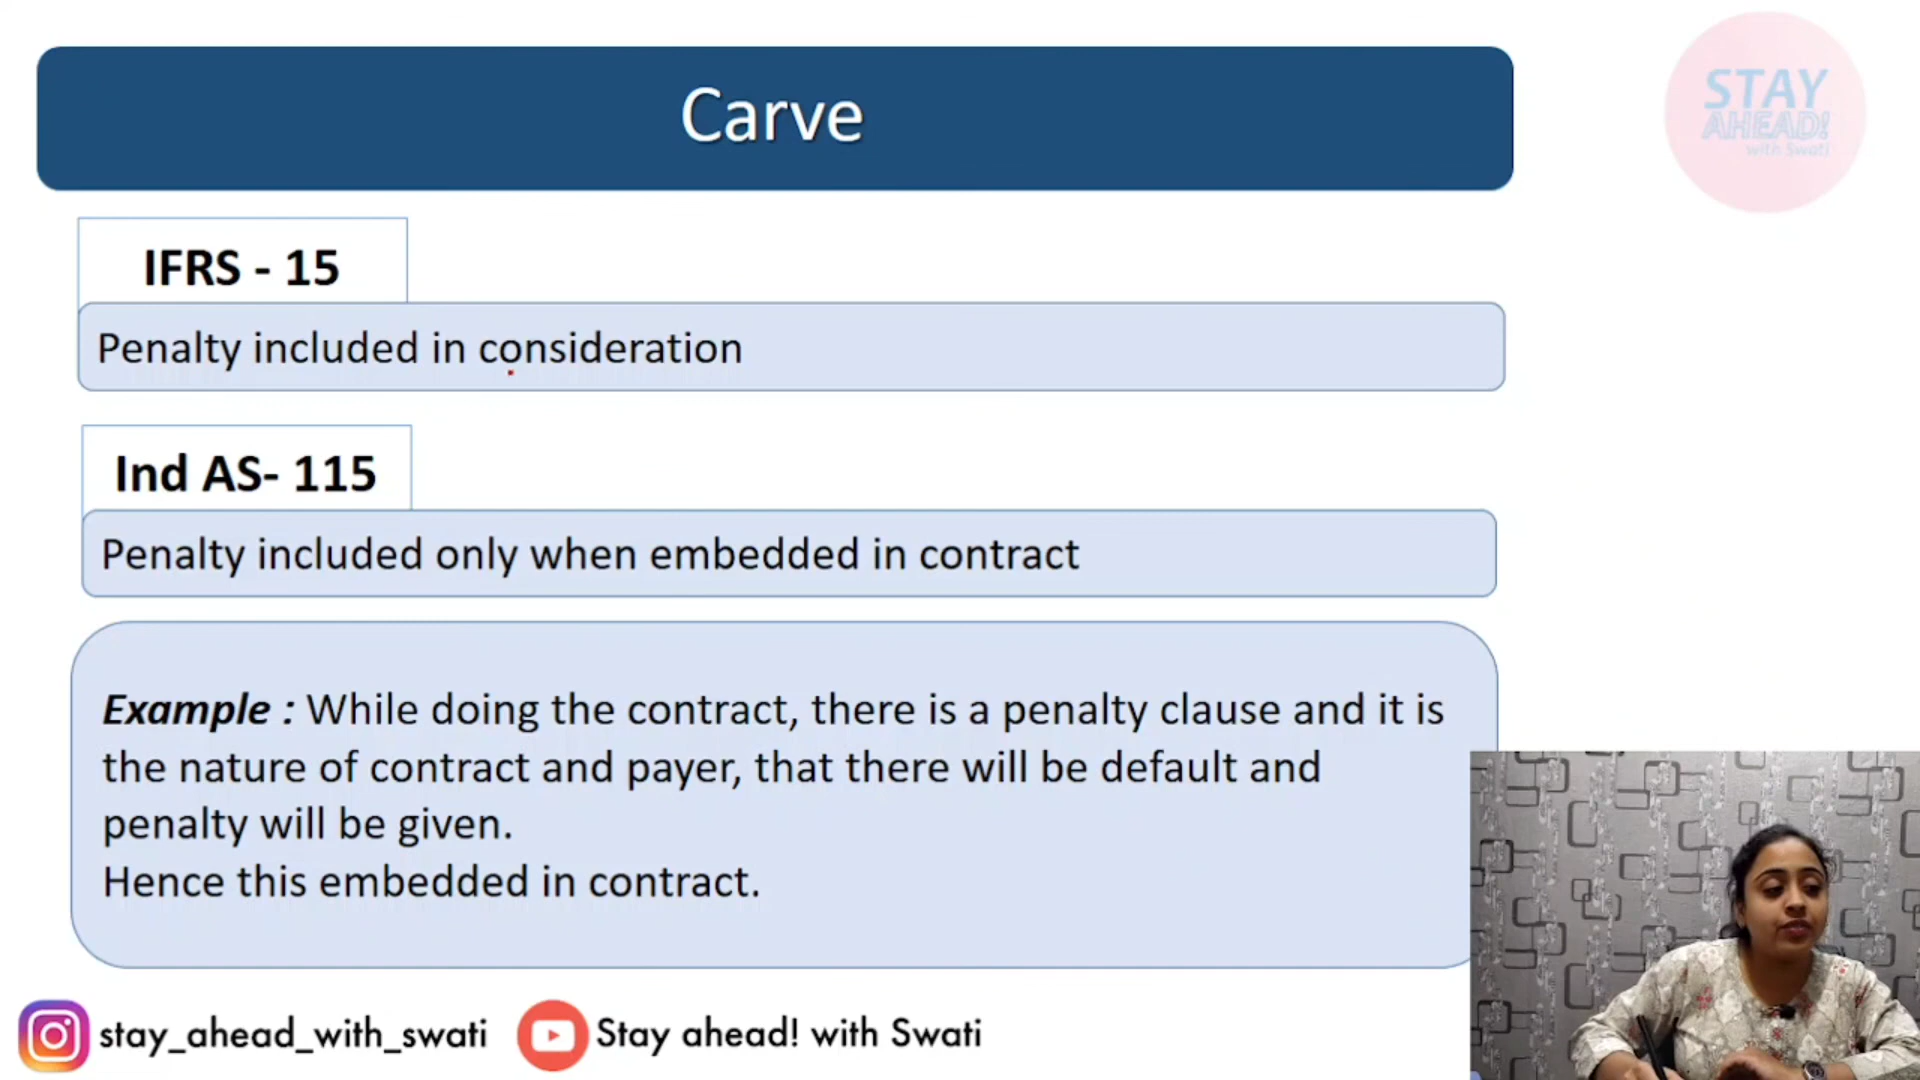 Carve
STAY
AHEAD!
with Swati
IFRS - 15
Penalty included in consideration
Ind AS- 115
Penalty included only when embedded in contract
Example : While doing the contract, there is a penalty clause and it is
the nature of contract and payer, that there will be default and
penalty will be given.
Hence this embedded in contract.
stay_ahead_with_swati
Stay ahead! with Swati